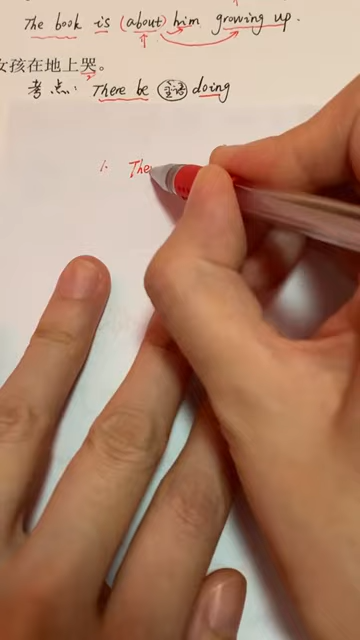 The book is (about) him growing up.
女孩在地上哭。
考点: There be 宾语 doing
1. The